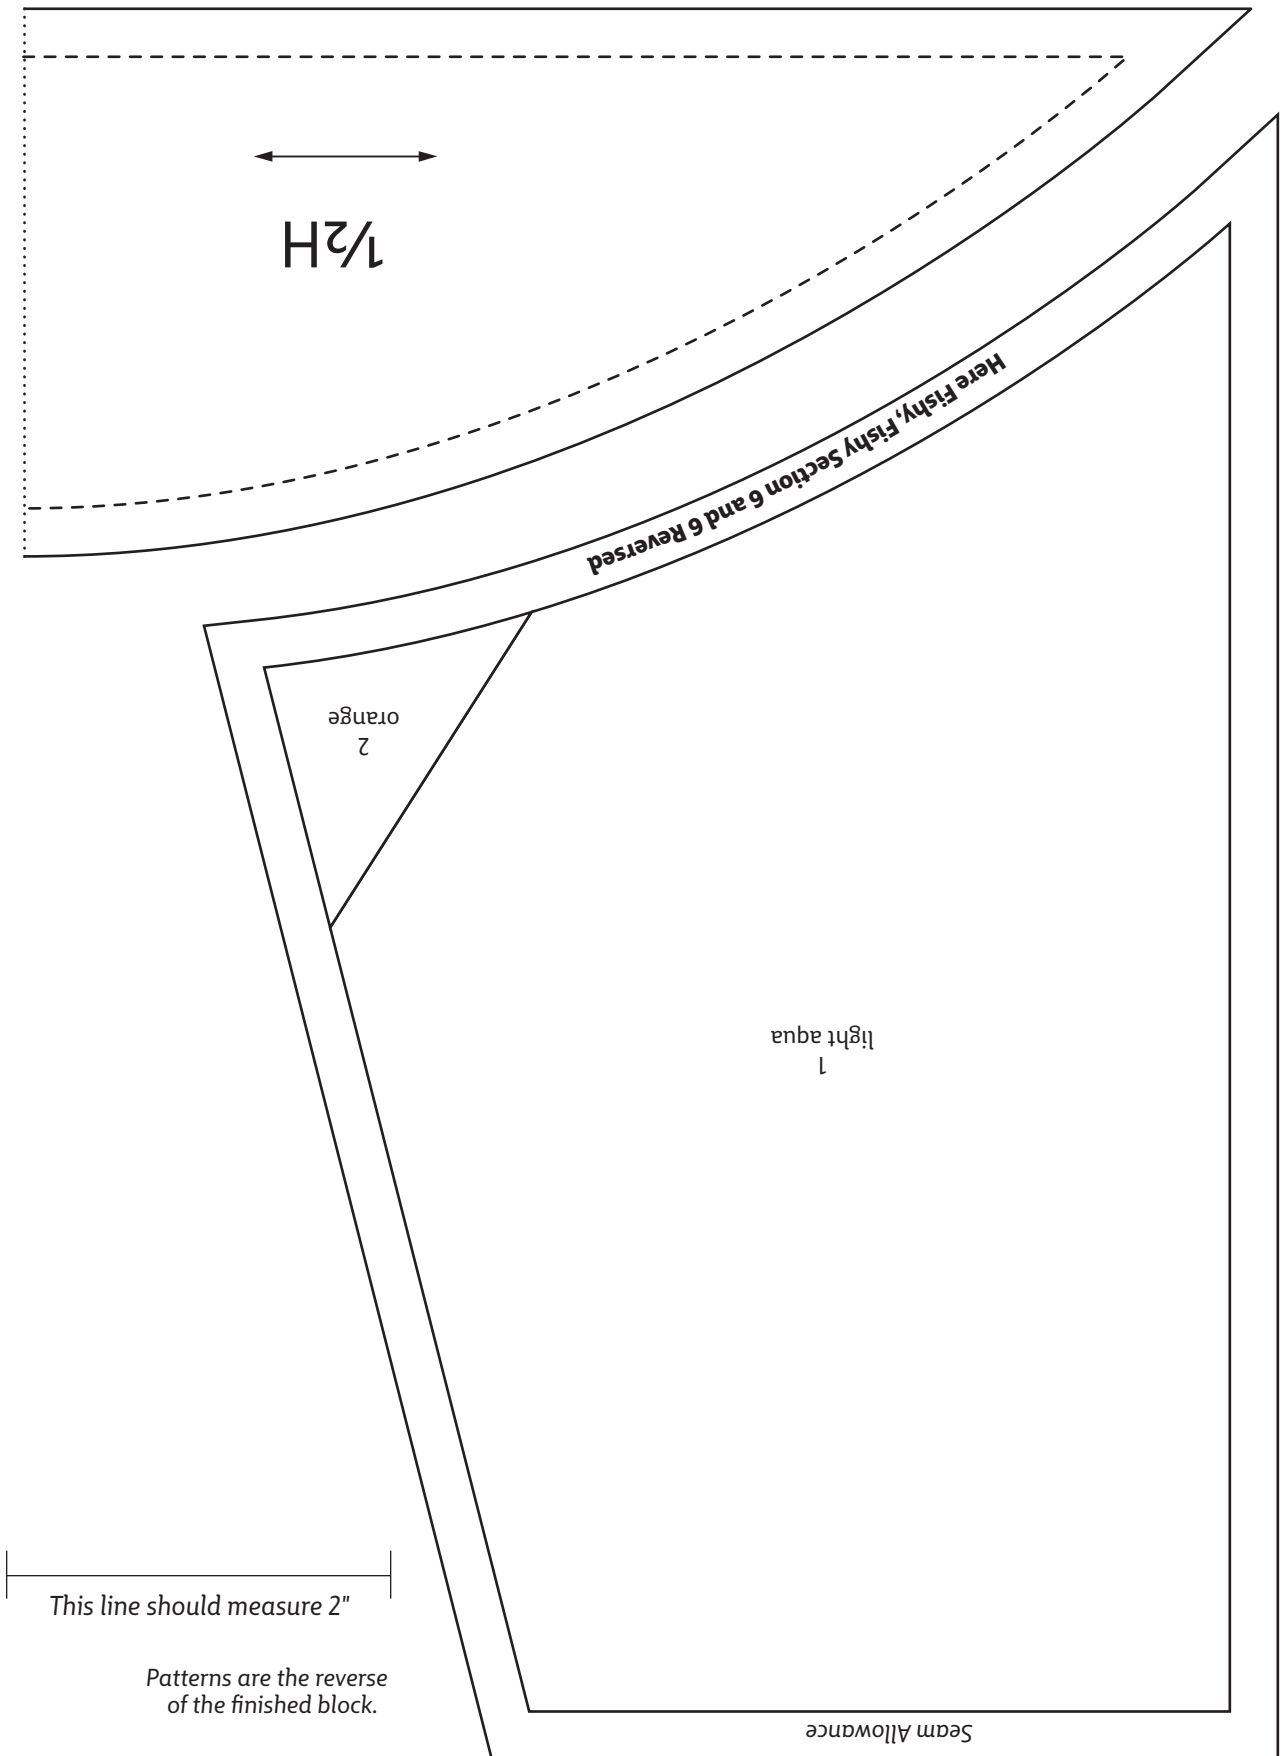 ½H
Here Fishy, Fishy Section 6 and 6 Reversed
2
orange
1
light aqua
This line should measure 2"
Patterns are the reverse
of the finished block.
Seam Allowance